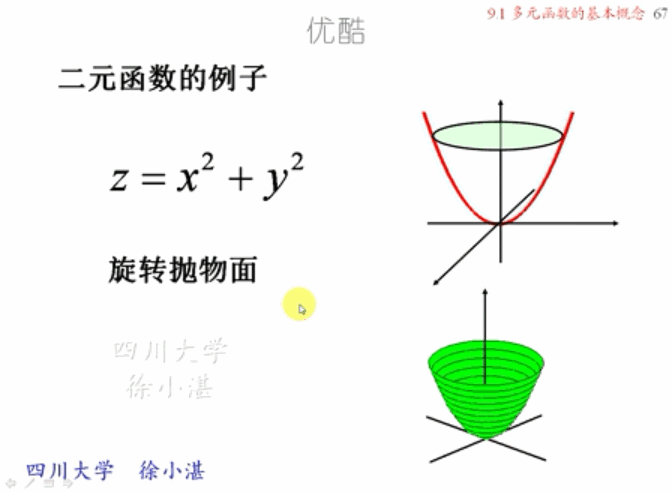 9.1 多元函数的基本概念 67
优酷
二元函数的例子
z = x² + y²
旋转抛物面
四川大学
徐小湛
四川大学 徐小湛